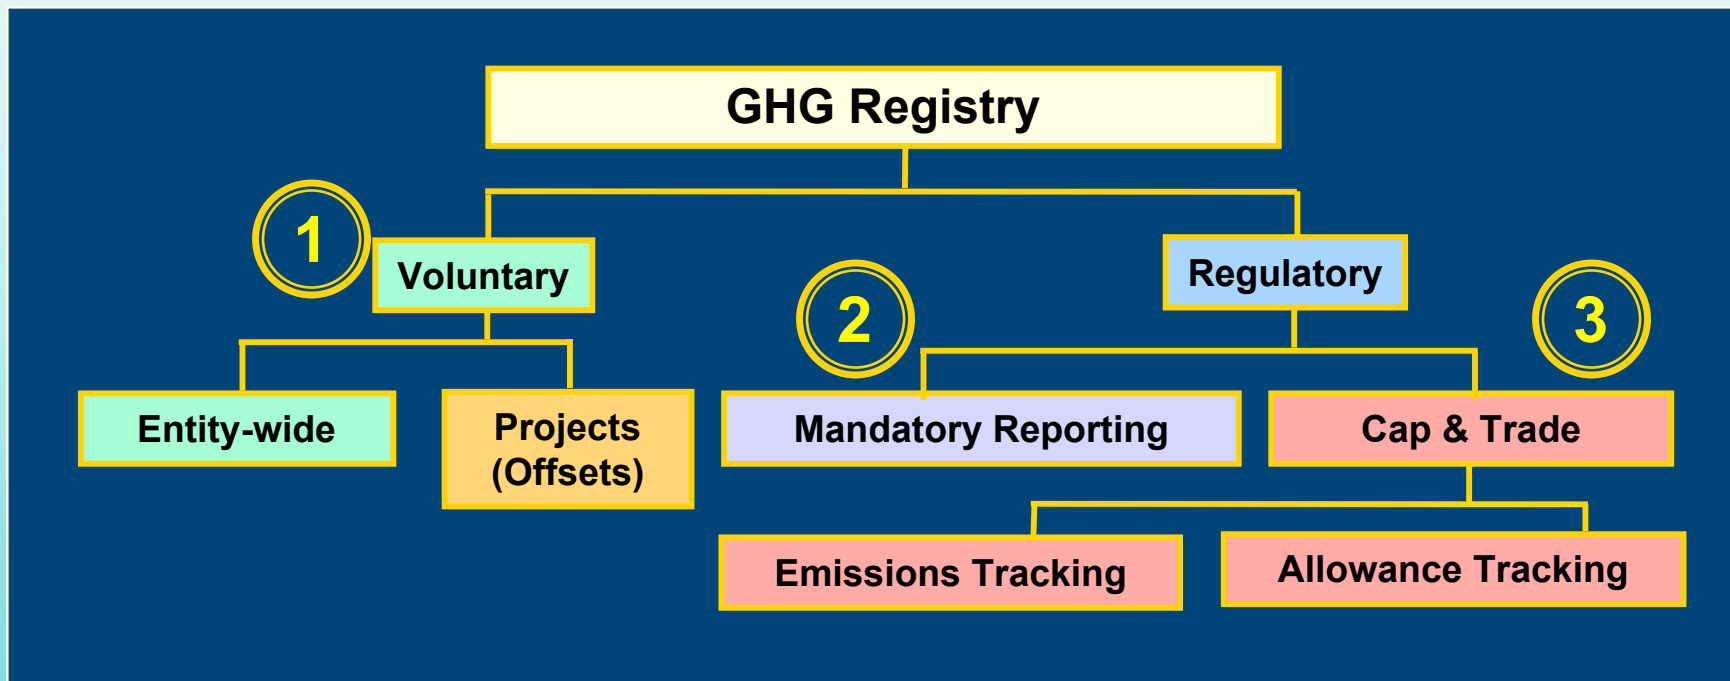 GHG Registry
1
Voluntary
Regulatory
2
3
Entity-wide
Projects
(Offsets)
Mandatory Reporting
Cap & Trade
Emissions Tracking
Allowance Tracking